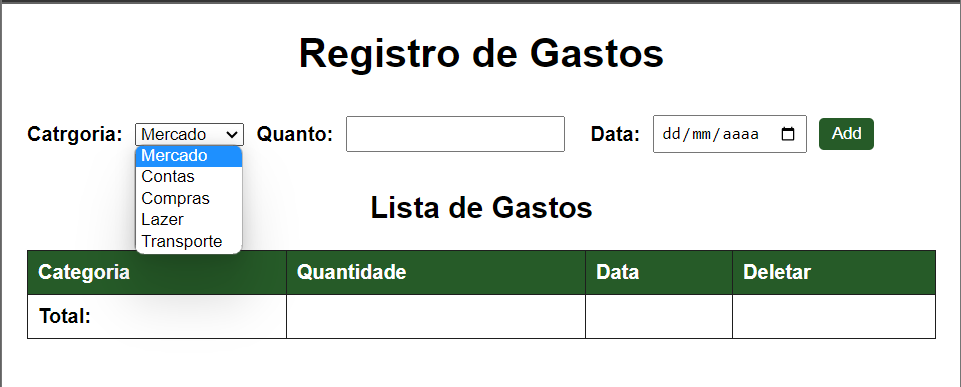 Registro de Gastos
Catrgoria: Mercado Quanto: Data: dd/mm/aaaa Add
Mercado
Contas
Compras
Lazer
Transporte
Lista de Gastos
Categoria Quantidade Data Deletar
Total: